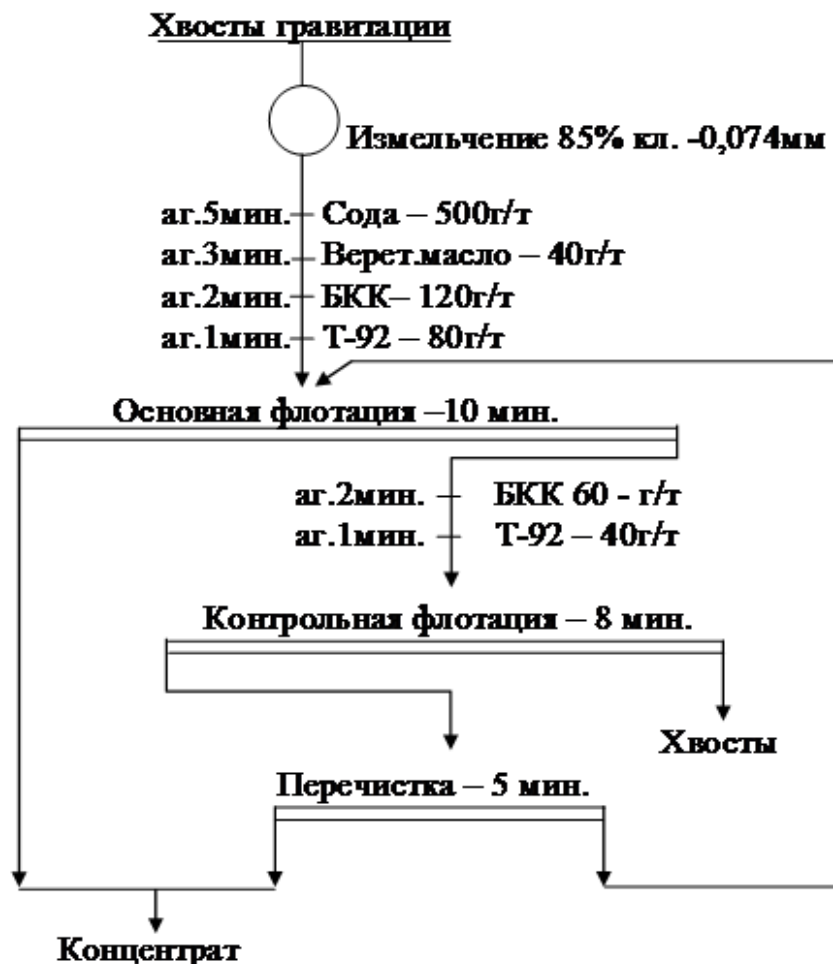 Хвосты гравитации
Измельчение 85% кл. -0,074мм
аг.5мин. Сода – 500г/т
аг.3мин. Верет.масло – 40г/т
аг.2мин. БКК– 120г/т
аг.1мин. Т-92 – 80г/т
Основная флотация –10 мин.
аг.2мин. БКК 60 - г/т
аг.1мин. Т-92 – 40г/т
Контрольная флотация – 8 мин.
Хвосты
Перечистка – 5 мин.
Концентрат